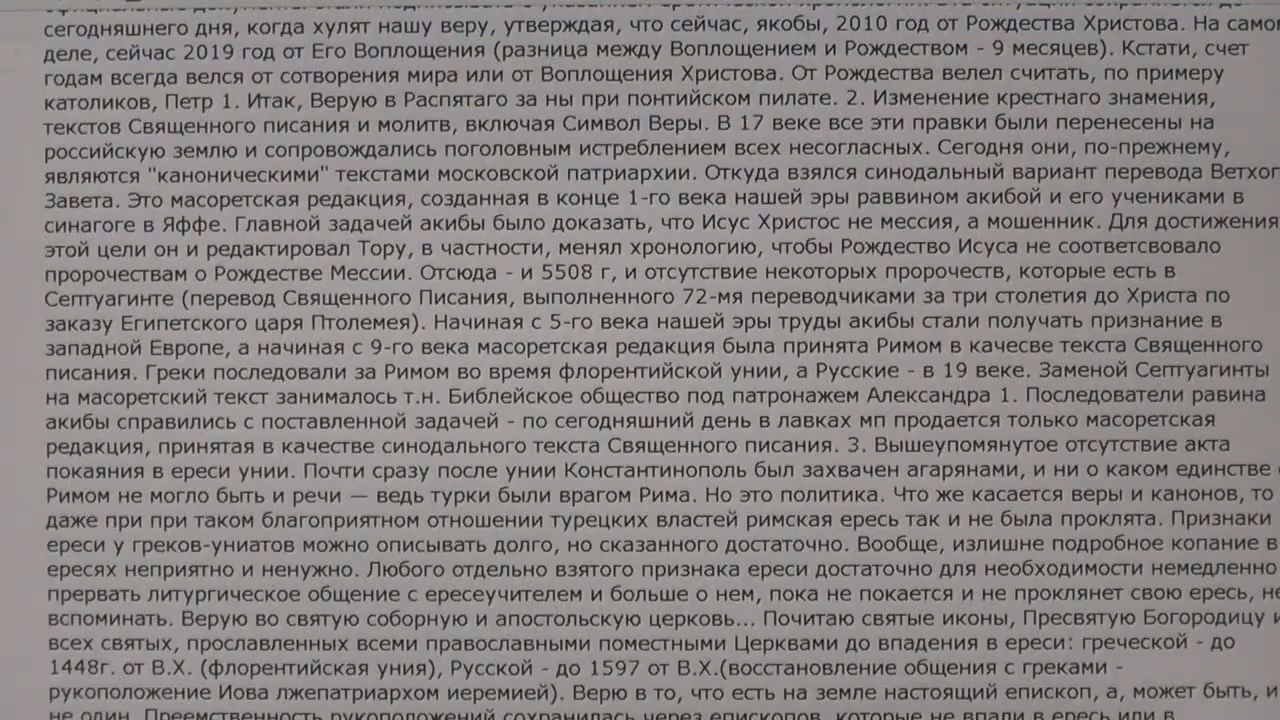 сегодняшнего дня, когда хулят нашу веру, утверждая, что сейчас, якобы, 2010 год от Рождества Христова. На само
деле, сейчас 2019 год от Его Воплощения (разница между Воплощением и Рождеством - 9 месяцев). Кстати, счет
годам всегда велся от сотворения мира или от Воплощения Христова. От Рождества велел считать, по примеру
католиков, Петр 1. Итак, Верую в Распятаго за ны при понтийском пилате. 2. Изменение крестнаго знамения,
текстов Священного писания и молитв, включая Символ Веры. В 17 веке все эти правки были перенесены на
российскую землю и сопровождались поголовным истреблением всех несогласных. Сегодня они, по-прежнему,
являются "каноническими" текстами московской патриархии. Откуда взялся синодальный вариант перевода Ветхог
Завета. Это масоретская редакция, созданная в конце 1-го века нашей эры раввином акибой и его учениками в
синагоге в Яффе. Главной задачей акибы было доказать, что Исус Христос не мессия, а мошенник. Для достижения
этой цели он и редактировал Тору, в частности, менял хронологию, чтобы Рождество Исуса не соответсвовало
пророчествам о Рождестве Мессии. Отсюда - и 5508 г, и отсутствие некоторых пророчеств, которые есть в
Септуагинте (перевод Священного Писания, выполненного 72-мя переводчиками за три столетия до Христа по
заказу Египетского царя Птолемея). Начиная с 5-го века нашей эры труды акибы стали получать признание в
западной Европе, а начиная с 9-го века масоретская редакция была принята Римом в качесве текста Священного
писания. Греки последовали за Римом во время флорентийской унии, а Русские - в 19 веке. Заменой Септуагинты
на масоретский текст занималось т.н. Библейское общество под патронажем Александра 1. Последователи равина
акибы справились с поставленной задачей - по сегодняшний день в лавках мп продается только масоретская
редакция, принятая в качестве синодального текста Священного писания. 3. Вышеупомянутое отсутствие акта
покаяния в ереси унии. Почти сразу после унии Константинополь был захвачен агарянами, и ни о каком единстве
Римом не могло быть и речи — ведь турки были врагом Рима. Но это политика. Что же касается веры и канонов, то
даже при при таком благоприятном отношении турецких властей римская ересь так и не была проклята. Признаки
ереси у греков-униатов можно описывать долго, но сказанного достаточно. Вообще, излишне подробное копание в
ересях неприятно и ненужно. Любого отдельно взятого признака ереси достаточно для необходимости немедленно
прервать литургическое общение с ересеучителем и больше о нем, пока не покается и не проклянет свою ересь, не
вспоминать. Верую во святую соборную и апостольскую церковь... Почитаю святые иконы, Пресвятую Богородицу и
всех святых, прославленных всеми православными поместными Церквами до впадения в ереси: греческой - до
1448г. от В.Х. (флорентийская уния), Русской - до 1597 от В.Х.(восстановление общения с греками -
рукоположение Иова лжепатриархом иеремией). Верю в то, что есть на земле настоящий епископ, а, может быть, и
не один. Преемственность рукоположений сохранилась через епископов, которые не впали в ересь или в